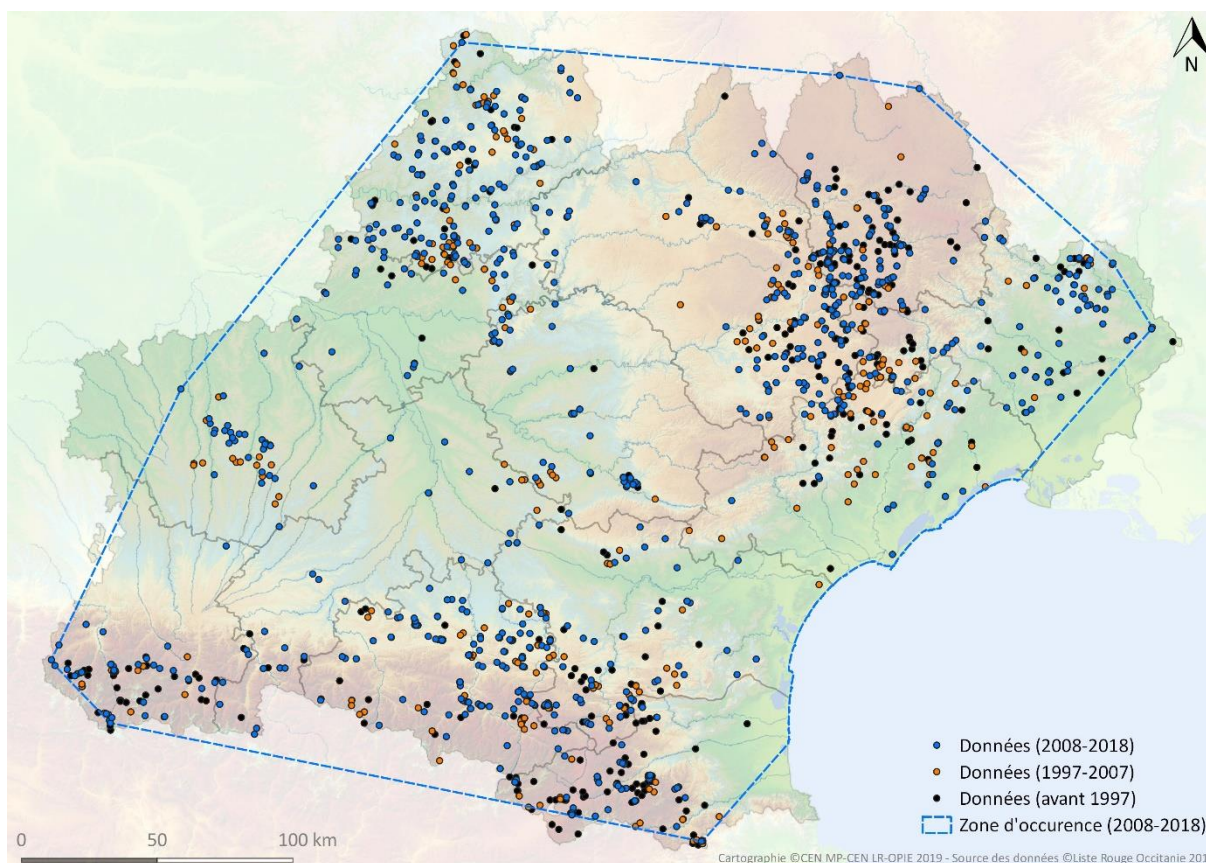 N
Données (2008-2018)
Données (1997-2007)
Données (avant 1997)
Zone d'occurence (2008-2018)
0 50 100 km
Cartographie ©CEN MP-CEN LR-OPIE 2019 - Source des données ©Liste Rouge Occitanie 201